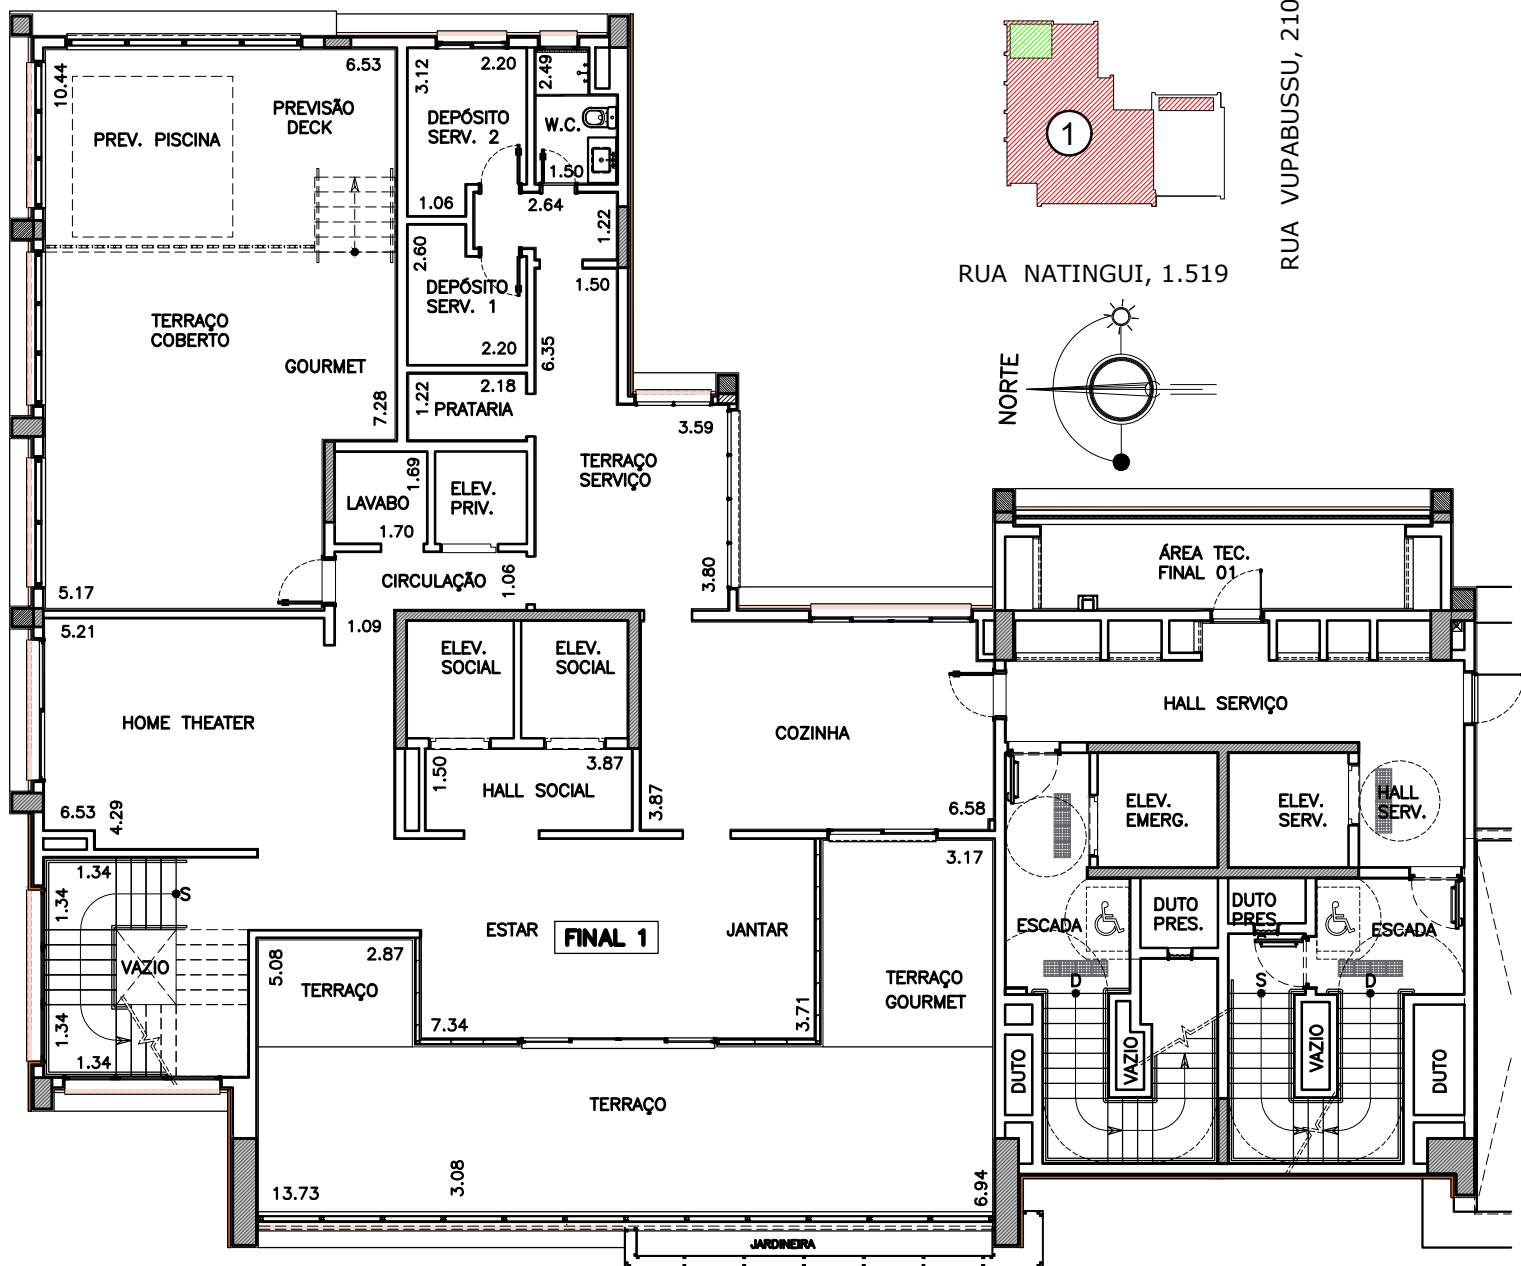 10.44
6.53
PREV. PISCINA
PREVISÃO
DECK
3.12
2.20
2.49
DEPÓSITO
SERV. 2
W.C.
1.50
1.06
2.64
1.22
2.60
DEPÓSITO
SERV. 1
1.50
2.20
6.35
TERRAÇO
COBERTO
GOURMET
7.28
1.22
2.18
PRATARIA
3.59
TERRAÇO
SERVIÇO
1.69
LAVABO
1.70
ELEV.
PRIV.
CIRCULAÇÃO
1.06
3.80
5.17
5.21
1.09
1
RUA VUPABUSSU, 210
RUA NATINGUI, 1.519
NORTE
ÁREA TEC.
FINAL 01
ELEV.
SOCIAL
ELEV.
SOCIAL
HOME THEATER
COZINHA
HALL SERVIÇO
1.50
3.87
HALL SOCIAL
3.87
6.58
6.53
4.29
ELEV.
EMERG.
ELEV.
SERV.
HALL
SERV.
1.34
1.34
S
VAZIO
1.34
1.34
3.17
ESTAR
FINAL 1
JANTAR
5.08
2.87
TERRAÇO
TERRAÇO
GOURMET
7.34
3.71
ESCADA
DUTO
PRES.
DUTO
PRES.
ESCADA
D
S
D
DUTO
VAZIO
VAZIO
DUTO
TERRAÇO
13.73
3.08
6.94
JARDINEIRA